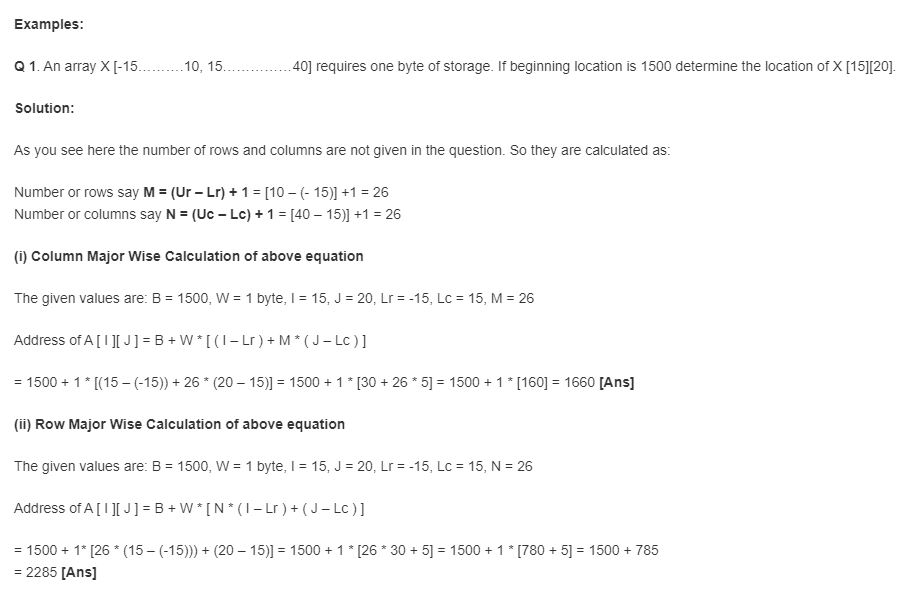 Examples:
Q 1. An array X [-15……….10, 15……………40] requires one byte of storage. If beginning location is 1500 determine the location of X [15][20].
Solution:
As you see here the number of rows and columns are not given in the question. So they are calculated as:
Number or rows say M = (Ur – Lr) + 1 = [10 – (- 15)] +1 = 26
Number or columns say N = (Uc – Lc) + 1 = [40 – 15)] +1 = 26
(i) Column Major Wise Calculation of above equation
The given values are: B = 1500, W = 1 byte, I = 15, J = 20, Lr = -15, Lc = 15, M = 26
Address of A [ I ][ J ] = B + W * [ ( I – Lr ) + M * ( J – Lc ) ]
= 1500 + 1 * [(15 – (-15)) + 26 * (20 – 15)] = 1500 + 1 * [30 + 26 * 5] = 1500 + 1 * [160] = 1660 [Ans]
(ii) Row Major Wise Calculation of above equation
The given values are: B = 1500, W = 1 byte, I = 15, J = 20, Lr = -15, Lc = 15, N = 26
Address of A [ I ][ J ] = B + W * [ N * ( I – Lr ) + ( J – Lc ) ]
= 1500 + 1* [26 * (15 – (-15))) + (20 – 15)] = 1500 + 1 * [26 * 30 + 5] = 1500 + 1 * [780 + 5] = 1500 + 785
= 2285 [Ans]